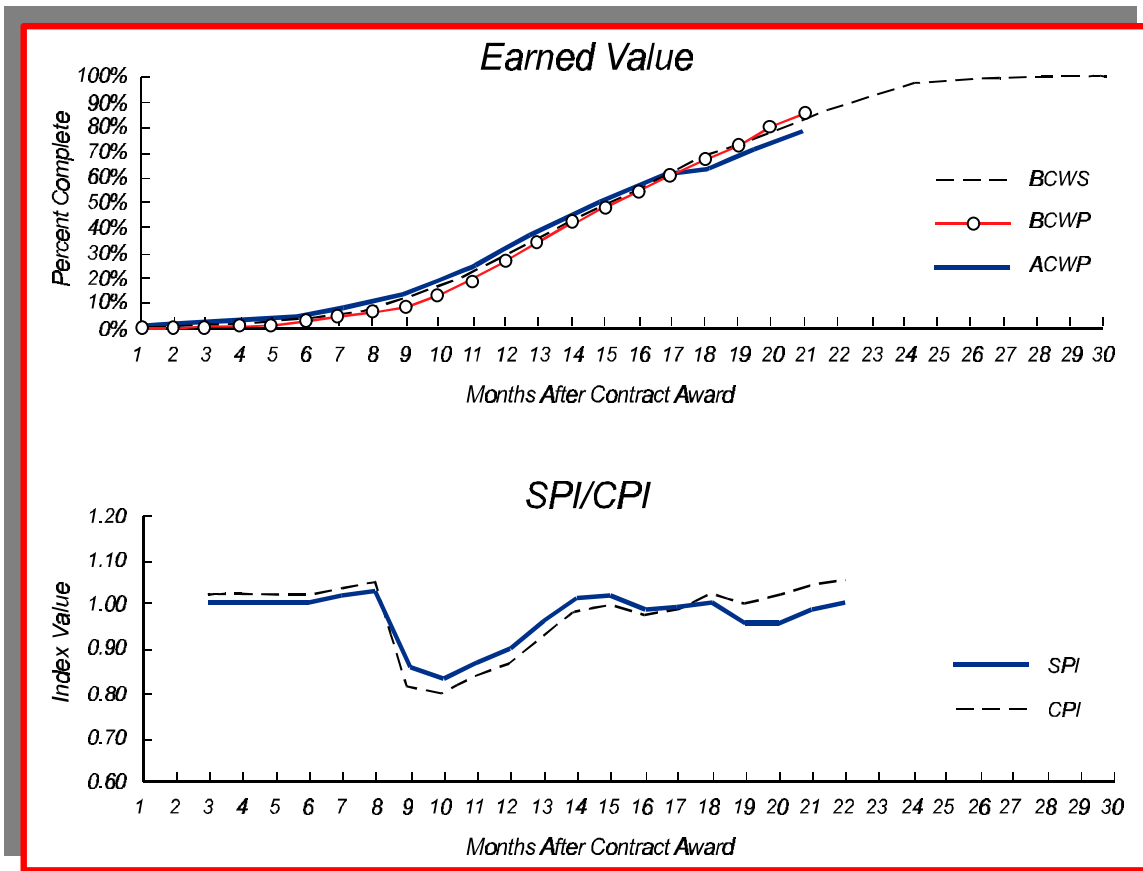 Earned Value
Percent Complete
100%
90%
80%
70%
60%
50%
40%
30%
20%
10%
0%
BCWS
BCWP
ACWP
1 2 3 4 5 6 7 8 9 10 11 12 13 14 15 16 17 18 19 20 21 22 23 24 25 26 27 28 29 30
Months After Contract Award
SPI/CPI
Index Value
1.20
1.10
1.00
0.90
0.80
0.70
0.60
SPI
CPI
1 2 3 4 5 6 7 8 9 10 11 12 13 14 15 16 17 18 19 20 21 22 23 24 25 26 27 28 29 30
Months After Contract Award